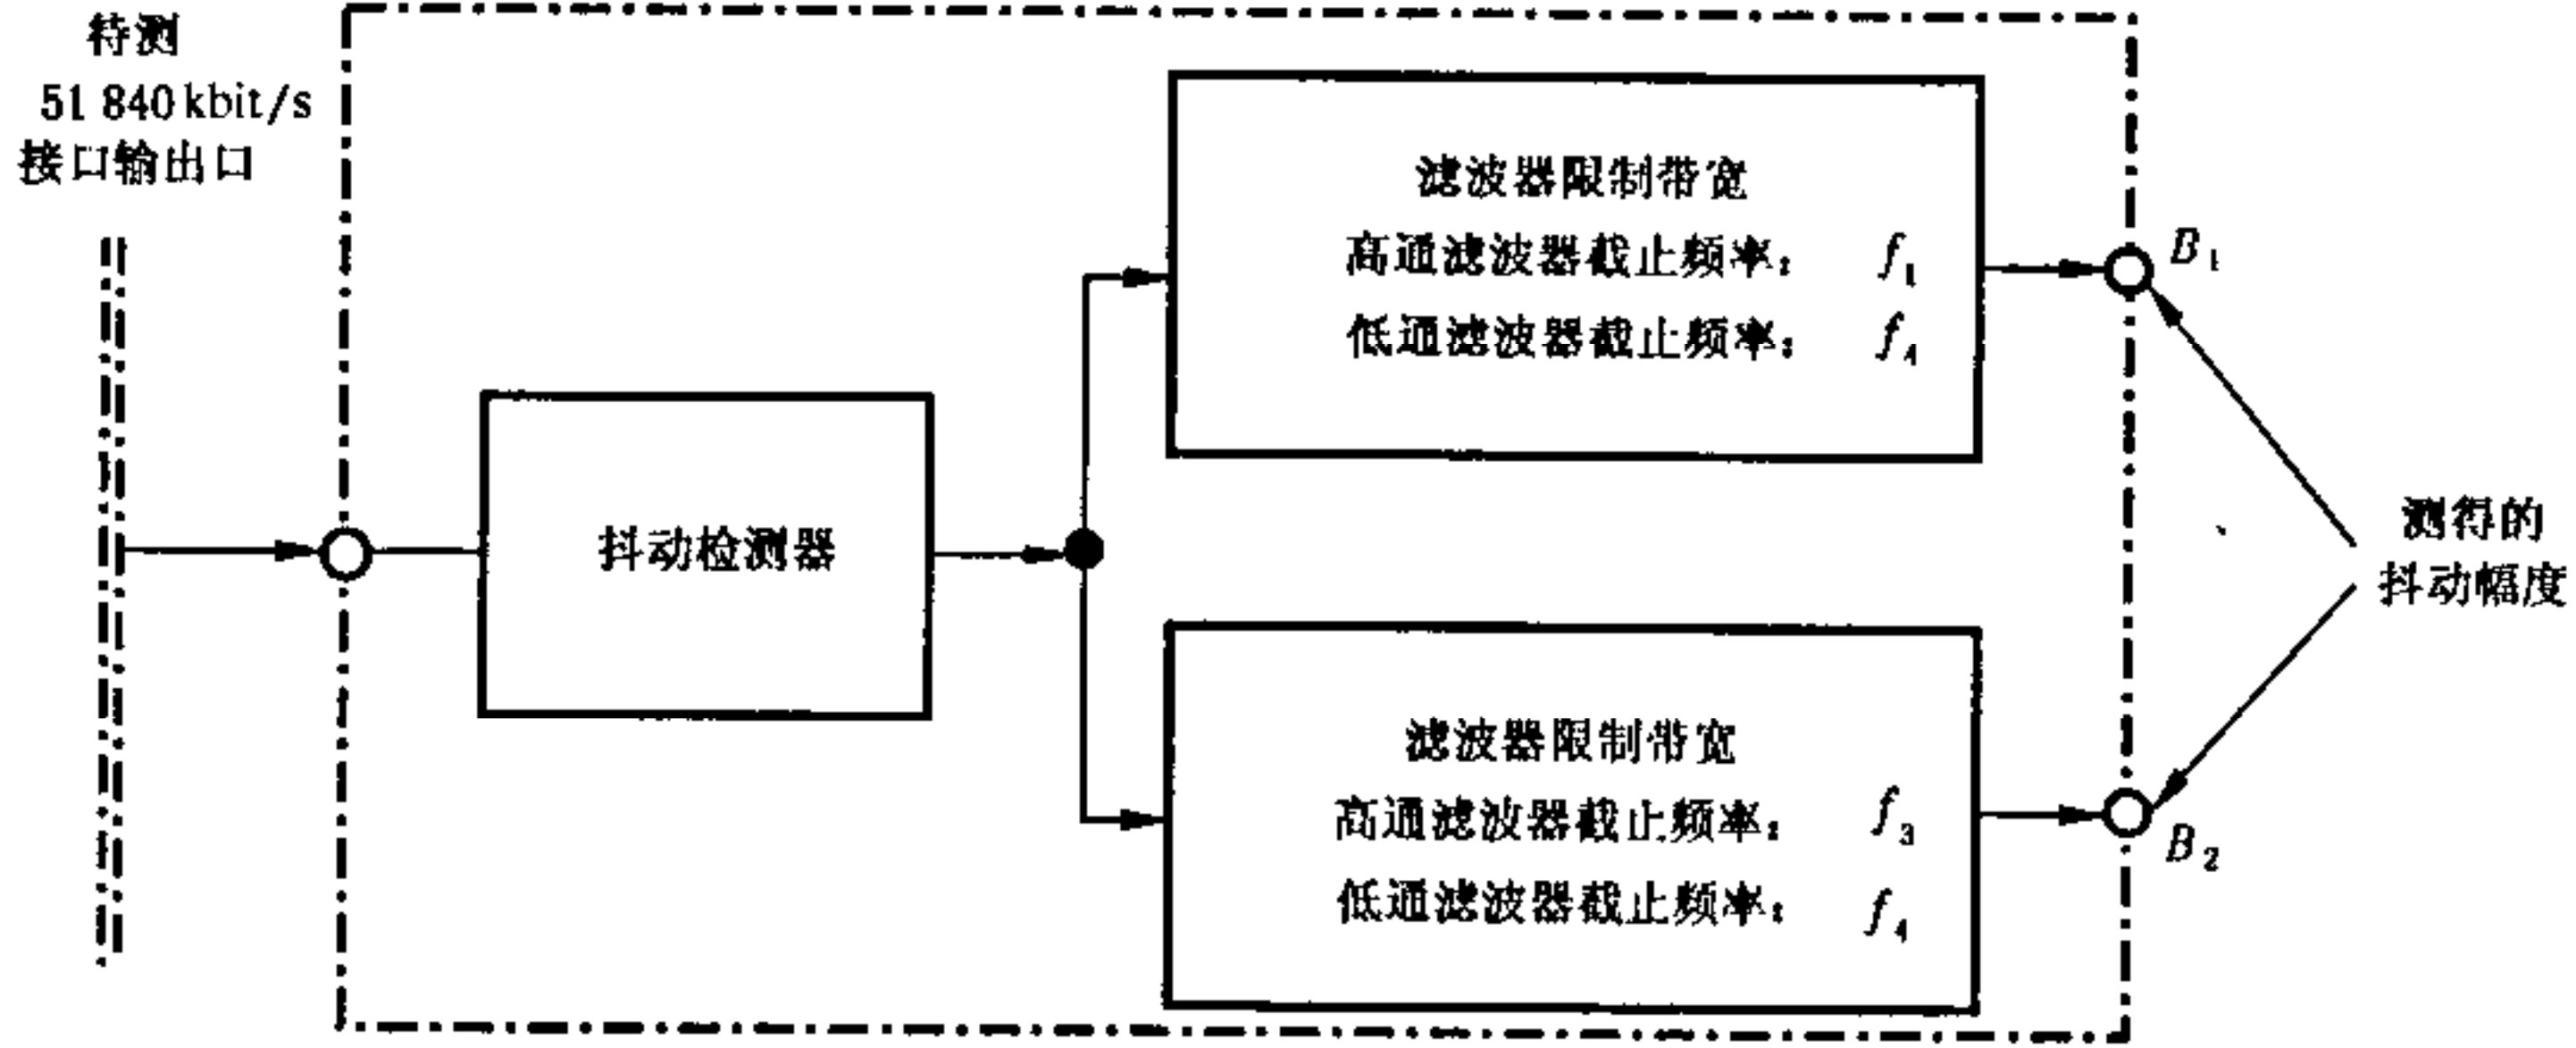 待测
51 840 kbit/s
接口输出口
滤波器限制带宽
高通滤波器截止频率： f1
低通滤波器截止频率： f4
B1
抖动检测器
测得的
抖动幅度
滤波器限制带宽
高通滤波器截止频率： f3
低通滤波器截止频率： f4
B2